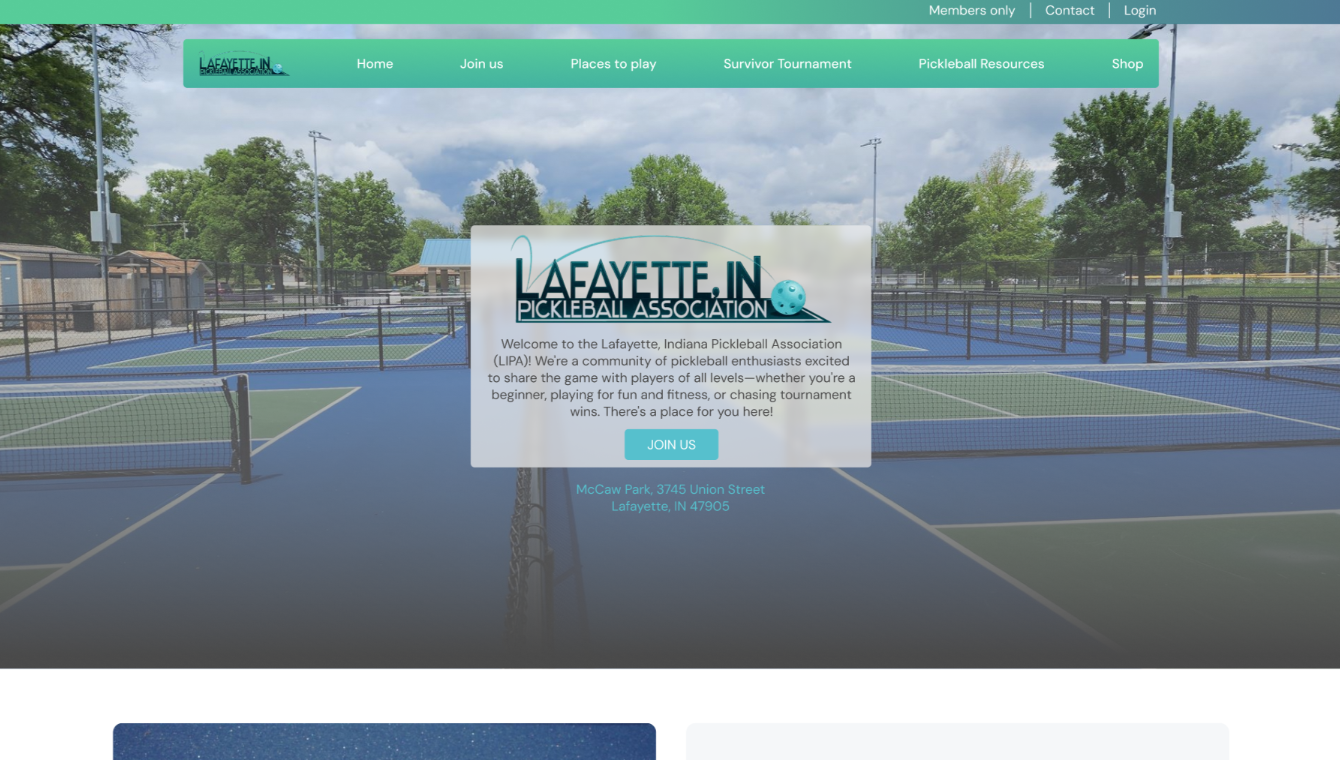 Members only | Contact | Login
LAFAYETTE, IN
PICKLEBALL ASSOCIATION
Home
Join us
Places to play
Survivor Tournament
Pickleball Resources
Shop
LAFAYETTE, IN
PICKLEBALL ASSOCIATION
Welcome to the Lafayette, Indiana Pickleball Association
(LIPA)! We're a community of pickleball enthusiasts excited
to share the game with players of all levels—whether you're a
beginner, playing for fun and fitness, or chasing tournament
wins. There's a place for you here!
JOIN US
McCaw Park, 3745 Union Street
Lafayette, IN 47905